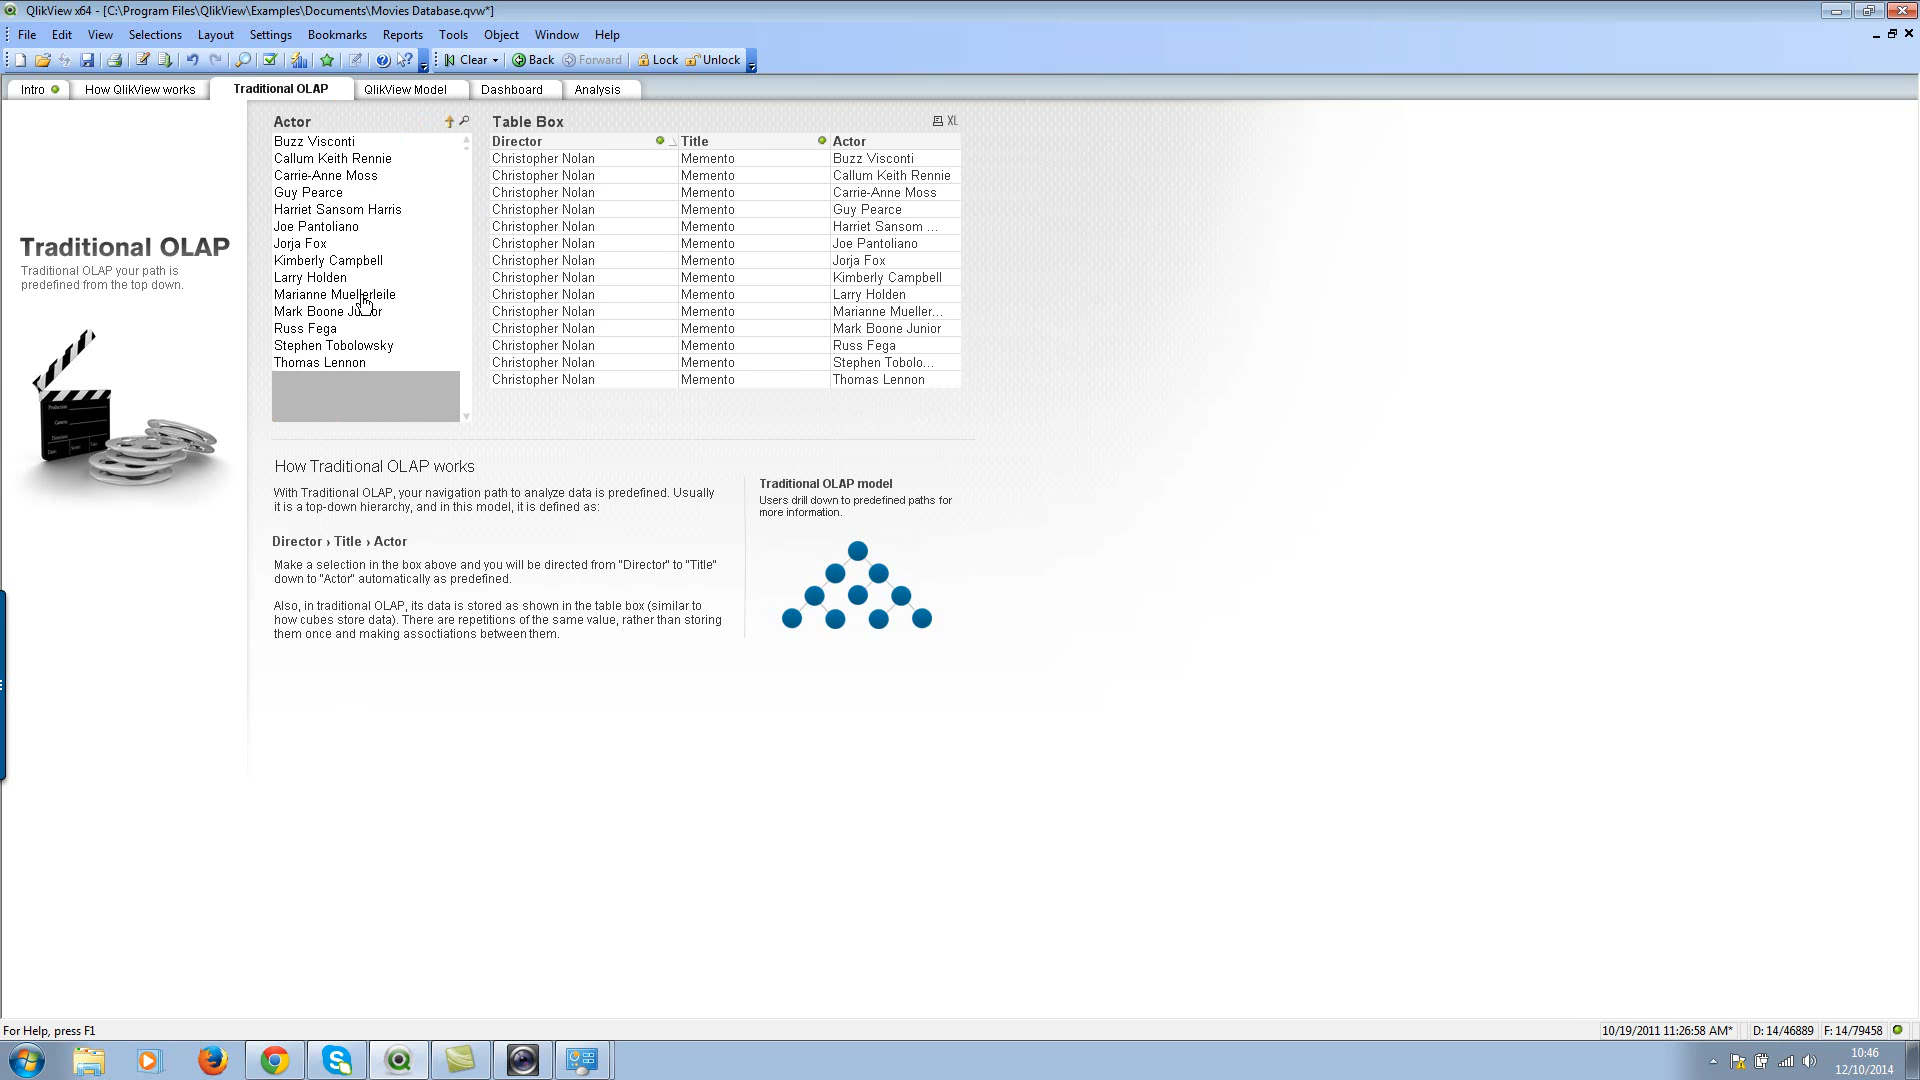 QlikView x64 - [C:\Program Files\QlikView\Examples\Documents\Movies Database.qvw*]
File Edit View Selections Layout Settings Bookmarks Reports Tools Object Window Help
Clear Back Forward Lock Unlock
Intro How QlikView works Traditional OLAP QlikView Model Dashboard Analysis
Traditional OLAP
Traditional OLAP your path is
predefined from the top down.
Actor
Buzz Visconti
Callum Keith Rennie
Carrie-Anne Moss
Guy Pearce
Harriet Sansom Harris
Joe Pantoliano
Jorja Fox
Kimberly Campbell
Larry Holden
Marianne Muellerleile
Mark Boone Junior
Russ Fega
Stephen Tobolowsky
Thomas Lennon
Table Box XL
Director Title Actor
Christopher Nolan Memento Buzz Visconti
Christopher Nolan Memento Callum Keith Rennie
Christopher Nolan Memento Carrie-Anne Moss
Christopher Nolan Memento Guy Pearce
Christopher Nolan Memento Harriet Sansom ...
Christopher Nolan Memento Joe Pantoliano
Christopher Nolan Memento Jorja Fox
Christopher Nolan Memento Kimberly Campbell
Christopher Nolan Memento Larry Holden
Christopher Nolan Memento Marianne Mueller...
Christopher Nolan Memento Mark Boone Junior
Christopher Nolan Memento Russ Fega
Christopher Nolan Memento Stephen Tobolo...
Christopher Nolan Memento Thomas Lennon
How Traditional OLAP works
With Traditional OLAP, your navigation path to analyze data is predefined. Usually
it is a top-down hierarchy, and in this model, it is defined as:
Director › Title › Actor
Make a selection in the box above and you will be directed from "Director" to "Title"
down to "Actor" automatically as predefined.
Also, in traditional OLAP, its data is stored as shown in the table box (similar to
how cubes store data). There are repetitions of the same value, rather than storing
them once and making assctiations between them.
Traditional OLAP model
Users drill down to predefined paths for
more information.
For Help, press F1
10/19/2011 11:26:58 AM* D: 14/46889 F: 14/79458
10:46
12/10/2014